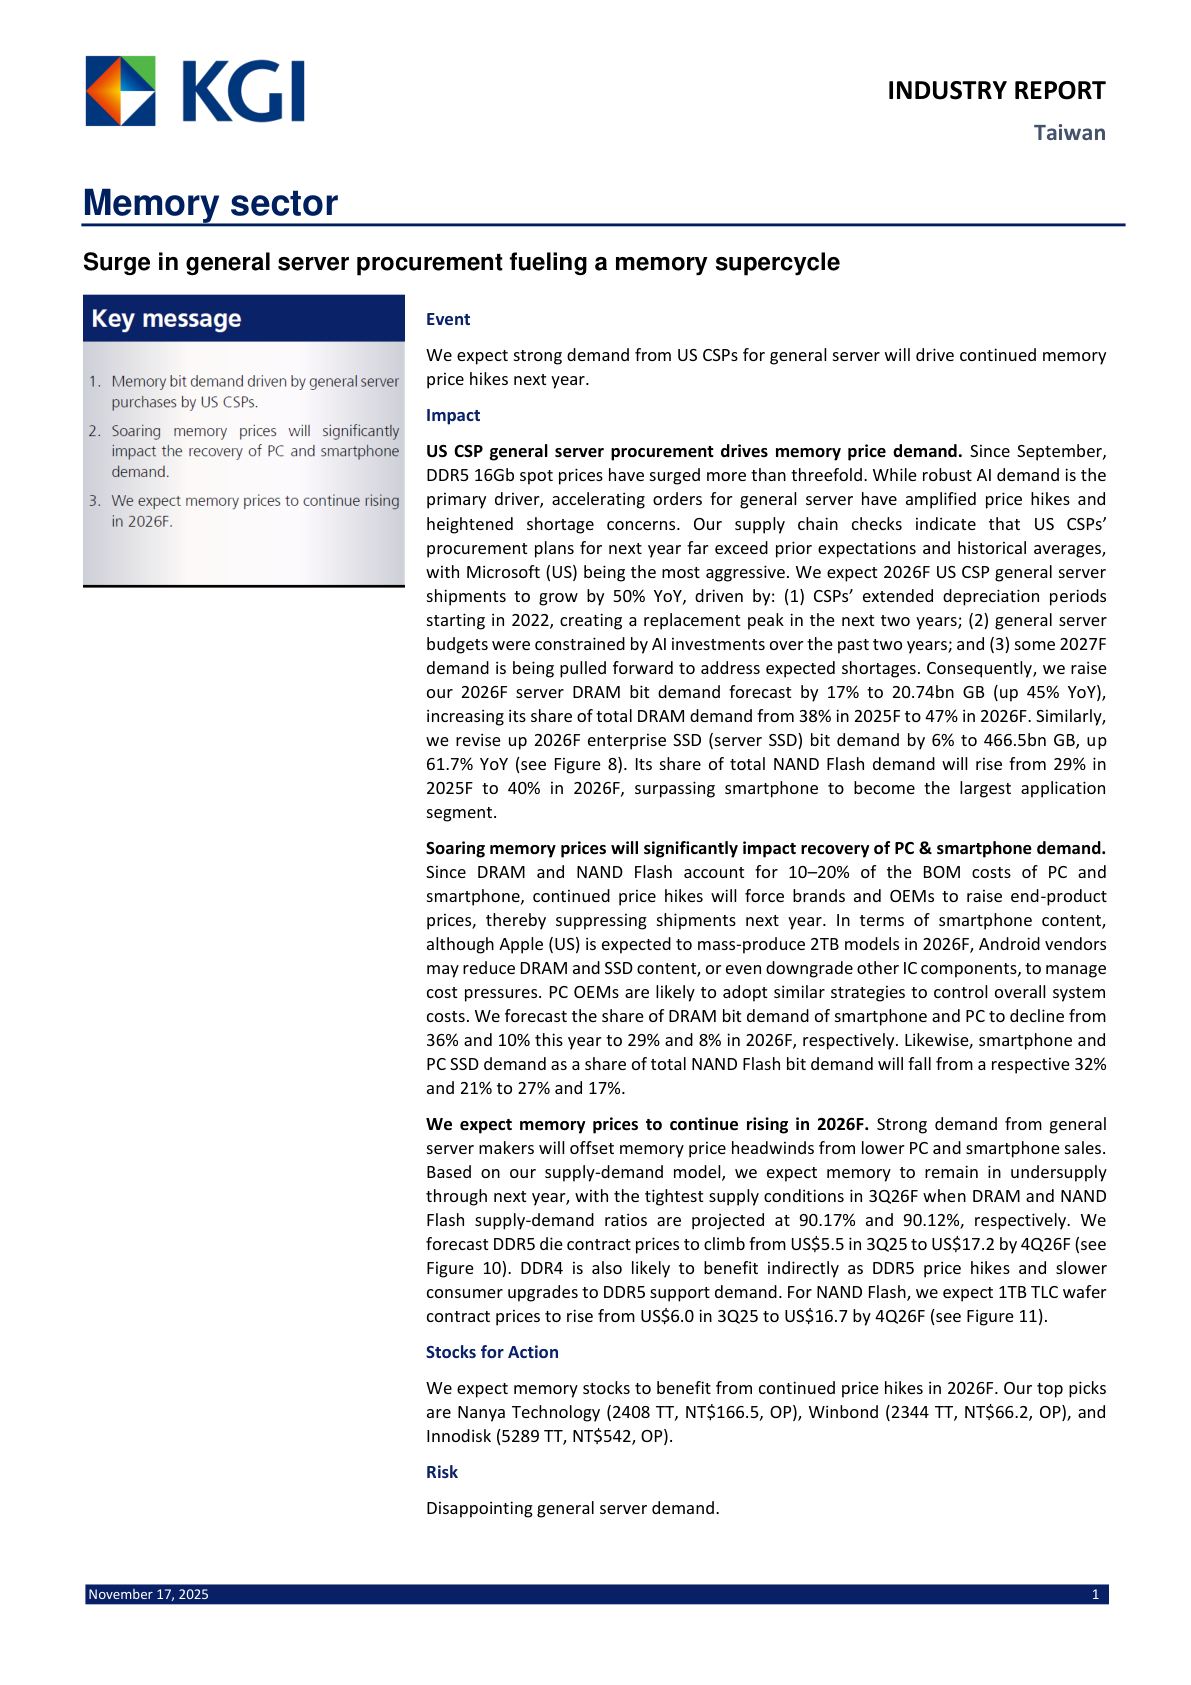 KGI
INDUSTRY REPORT
Taiwan
Memory sector
Surge in general server procurement fueling a memory supercycle
Key message
1. Memory bit demand driven by general server
purchases by US CSPs.
2. Soaring memory prices will significantly
impact the recovery of PC and smartphone
demand.
3. We expect memory prices to continue rising
in 2026F.
Event
We expect strong demand from US CSPs for general server will drive continued memory
price hikes next year.
Impact
US CSP general server procurement drives memory price demand. Since September,
DDR5 16Gb spot prices have surged more than threefold. While robust AI demand is the
primary driver, accelerating orders for general server have amplified price hikes and
heightened shortage concerns. Our supply chain checks indicate that US CSPs’
procurement plans for next year far exceed prior expectations and historical averages,
with Microsoft (US) being the most aggressive. We expect 2026F US CSP general server
shipments to grow by 50% YoY, driven by: (1) CSPs’ extended depreciation periods
starting in 2022, creating a replacement peak in the next two years; (2) general server
budgets were constrained by AI investments over the past two years; and (3) some 2027F
demand is being pulled forward to address expected shortages. Consequently, we raise
our 2026F server DRAM bit demand forecast by 17% to 20.74bn GB (up 45% YoY),
increasing its share of total DRAM demand from 38% in 2025F to 47% in 2026F. Similarly,
we revise up 2026F enterprise SSD (server SSD) bit demand by 6% to 466.5bn GB, up
61.7% YoY (see Figure 8). Its share of total NAND Flash demand will rise from 29% in
2025F to 40% in 2026F, surpassing smartphone to become the largest application
segment.
Soaring memory prices will significantly impact recovery of PC & smartphone demand.
Since DRAM and NAND Flash account for 10–20% of the BOM costs of PC and
smartphone, continued price hikes will force brands and OEMs to raise end-product
prices, thereby suppressing shipments next year. In terms of smartphone content,
although Apple (US) is expected to mass-produce 2TB models in 2026F, Android vendors
may reduce DRAM and SSD content, or even downgrade other IC components, to manage
cost pressures. PC OEMs are likely to adopt similar strategies to control overall system
costs. We forecast the share of DRAM bit demand of smartphone and PC to decline from
36% and 10% this year to 29% and 8% in 2026F, respectively. Likewise, smartphone and
PC SSD demand as a share of total NAND Flash bit demand will fall from a respective 32%
and 21% to 27% and 17%.
We expect memory prices to continue rising in 2026F. Strong demand from general
server makers will offset memory price headwinds from lower PC and smartphone sales.
Based on our supply-demand model, we expect memory to remain in undersupply
through next year, with the tightest supply conditions in 3Q26F when DRAM and NAND
Flash supply-demand ratios are projected at 90.17% and 90.12%, respectively. We
forecast DDR5 die contract prices to climb from US$5.5 in 3Q25 to US$17.2 by 4Q26F (see
Figure 10). DDR4 is also likely to benefit indirectly as DDR5 price hikes and slower
consumer upgrades to DDR5 support demand. For NAND Flash, we expect 1TB TLC wafer
contract prices to rise from US$6.0 in 3Q25 to US$16.7 by 4Q26F (see Figure 11).
Stocks for Action
We expect memory stocks to benefit from continued price hikes in 2026F. Our top picks
are Nanya Technology (2408 TT, NT$166.5, OP), Winbond (2344 TT, NT$66.2, OP), and
Innodisk (5289 TT, NT$542, OP).
Risk
Disappointing general server demand.
November 17, 2025 1